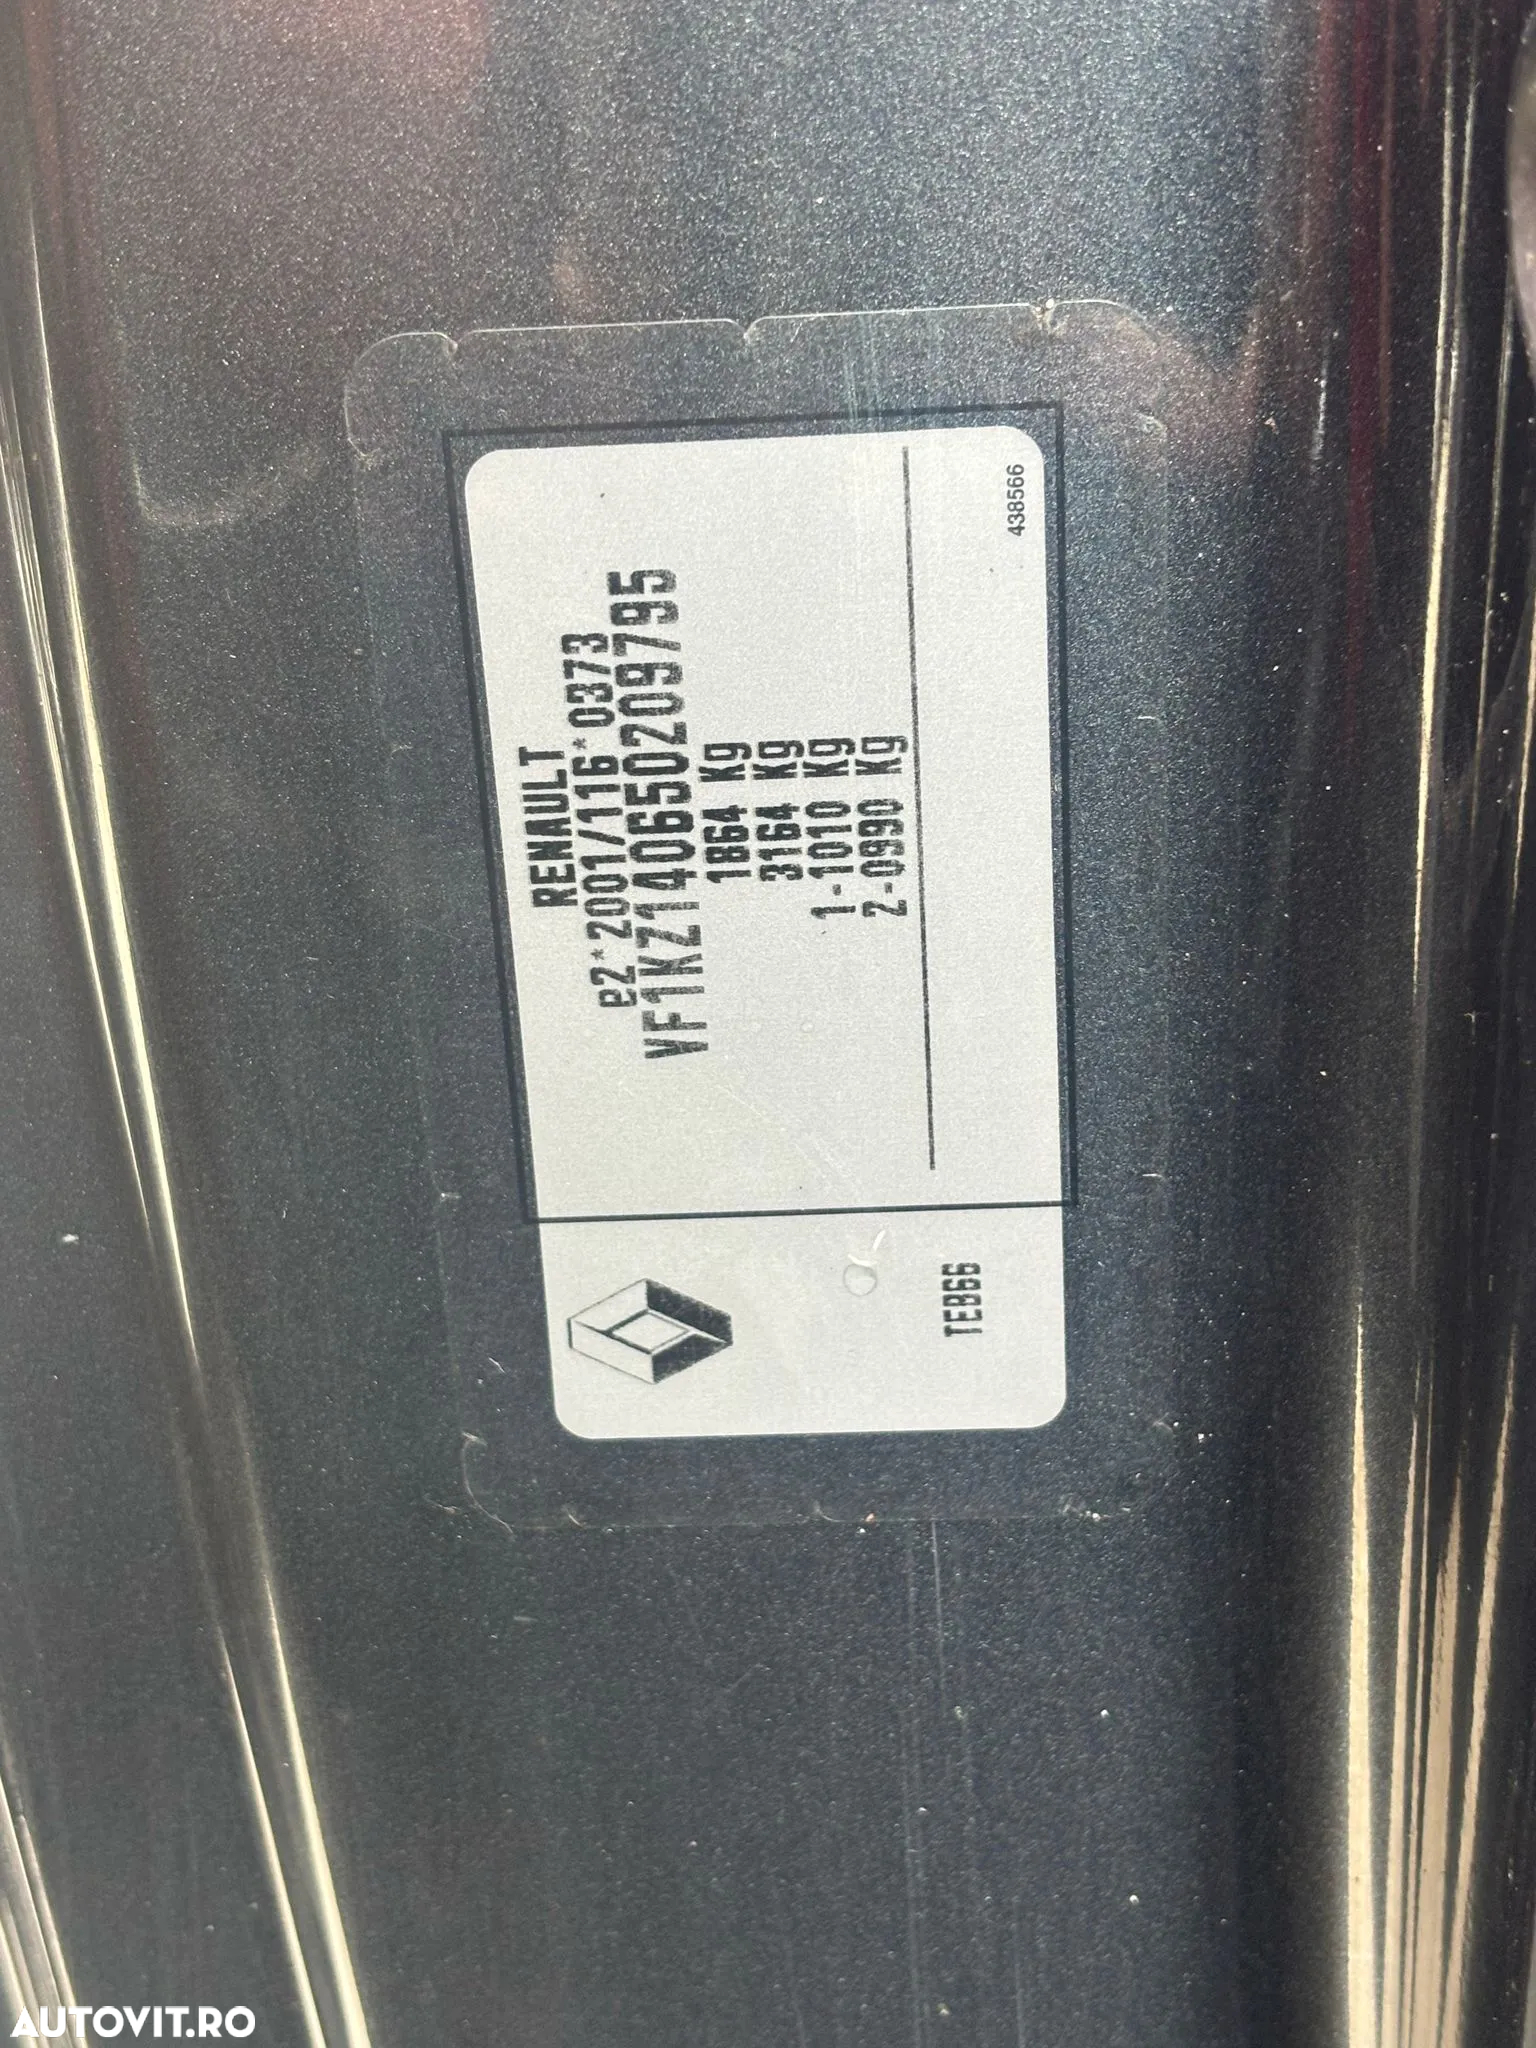 RENAULT
e2*2001/116*0373
VF1KZ140650209795
1864 Kg
3164 Kg
1-1010 Kg
2-0990 Kg
TEB66
438566
AUTOVIT.RO